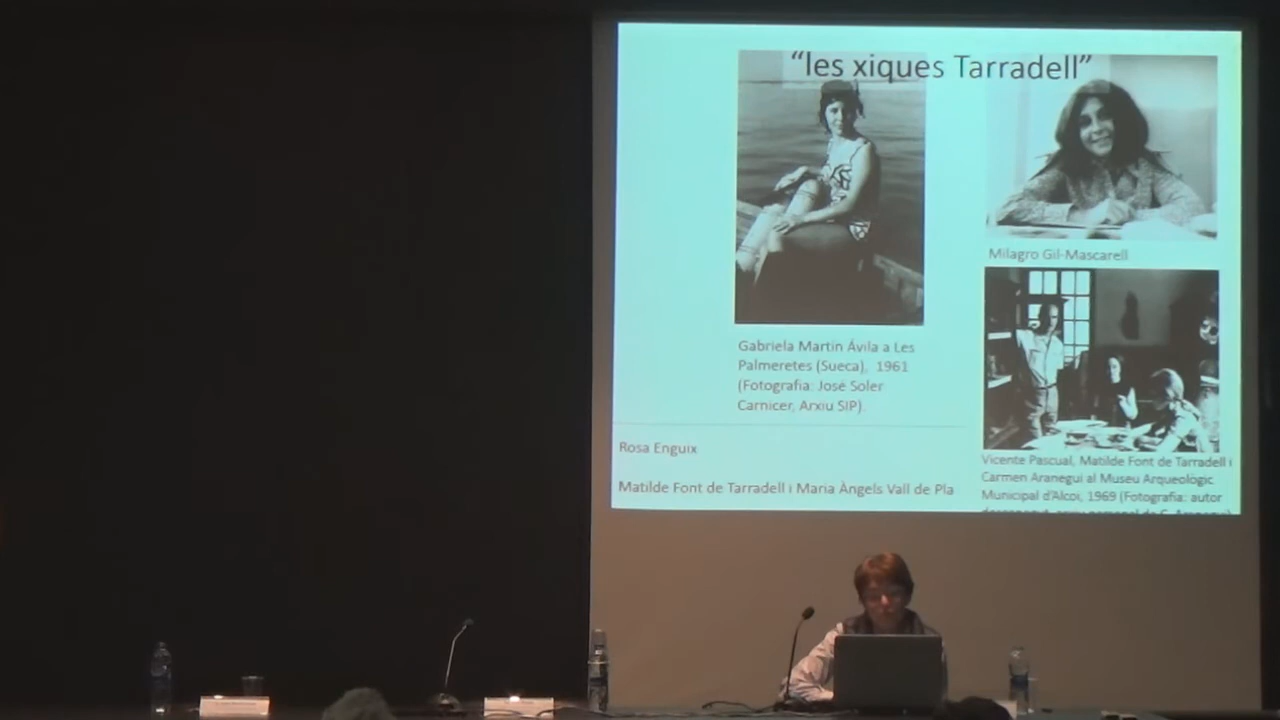 “les xiques Tarradell”
Milagro Gil-Mascarell
Gabriela Martin Ávila a Les
Palmeretes (Sueca), 1961
(Fotografia: José Soler
Carnicer, Arxiu SIP).
Rosa Enguix
Matilde Font de Tarradell i Maria Àngels Vall de Pla
Vicente Pascual, Matilde Font de Tarradell i
Carmen Aranegui al Museu Arqueològic
Municipal d'Alcoi, 1969 (Fotografia: autor